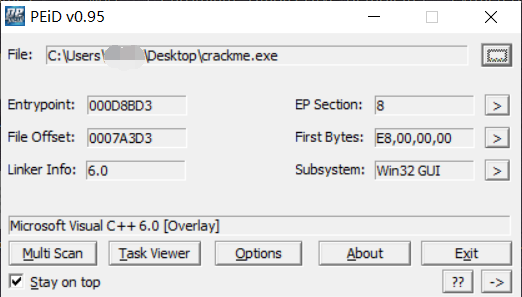 PEiD v0.95
File: C:\Users\ \Desktop\crackme.exe ...
Entrypoint: 000D8BD3 EP Section: 8 >
File Offset: 0007A3D3 First Bytes: E8,00,00,00 >
Linker Info: 6.0 Subsystem: Win32 GUI >
Microsoft Visual C++ 6.0 [Overlay]
Multi Scan Task Viewer Options About Exit
Stay on top ?? ->